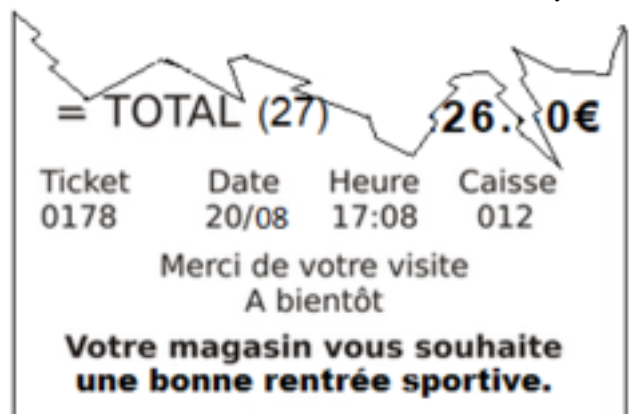 = TOTAL (27)
Ticket Date Heure Caisse
0178 20/08 17:08 012
Merci de votre visite
A bientôt
Votre magasin vous souhaite
une bonne rentrée sportive.